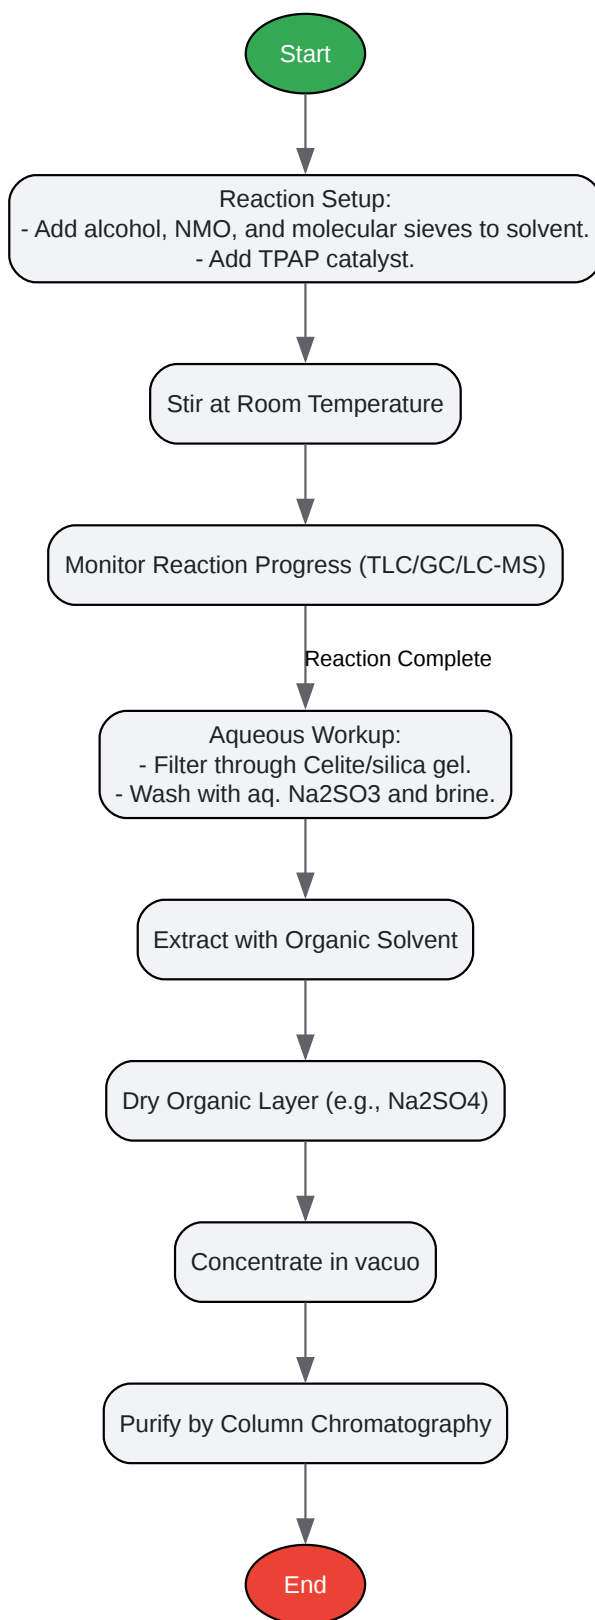 Start
Reaction Setup:
- Add alcohol, NMO, and molecular sieves to solvent.
- Add TPAP catalyst.
Stir at Room Temperature
Monitor Reaction Progress (TLC/GC/LC-MS)
Reaction Complete
Aqueous Workup:
- Filter through Celite/silica gel.
- Wash with aq. Na2SO3 and brine.
Extract with Organic Solvent
Dry Organic Layer (e.g., Na2SO4)
Concentrate in vacuo
Purify by Column Chromatography
End